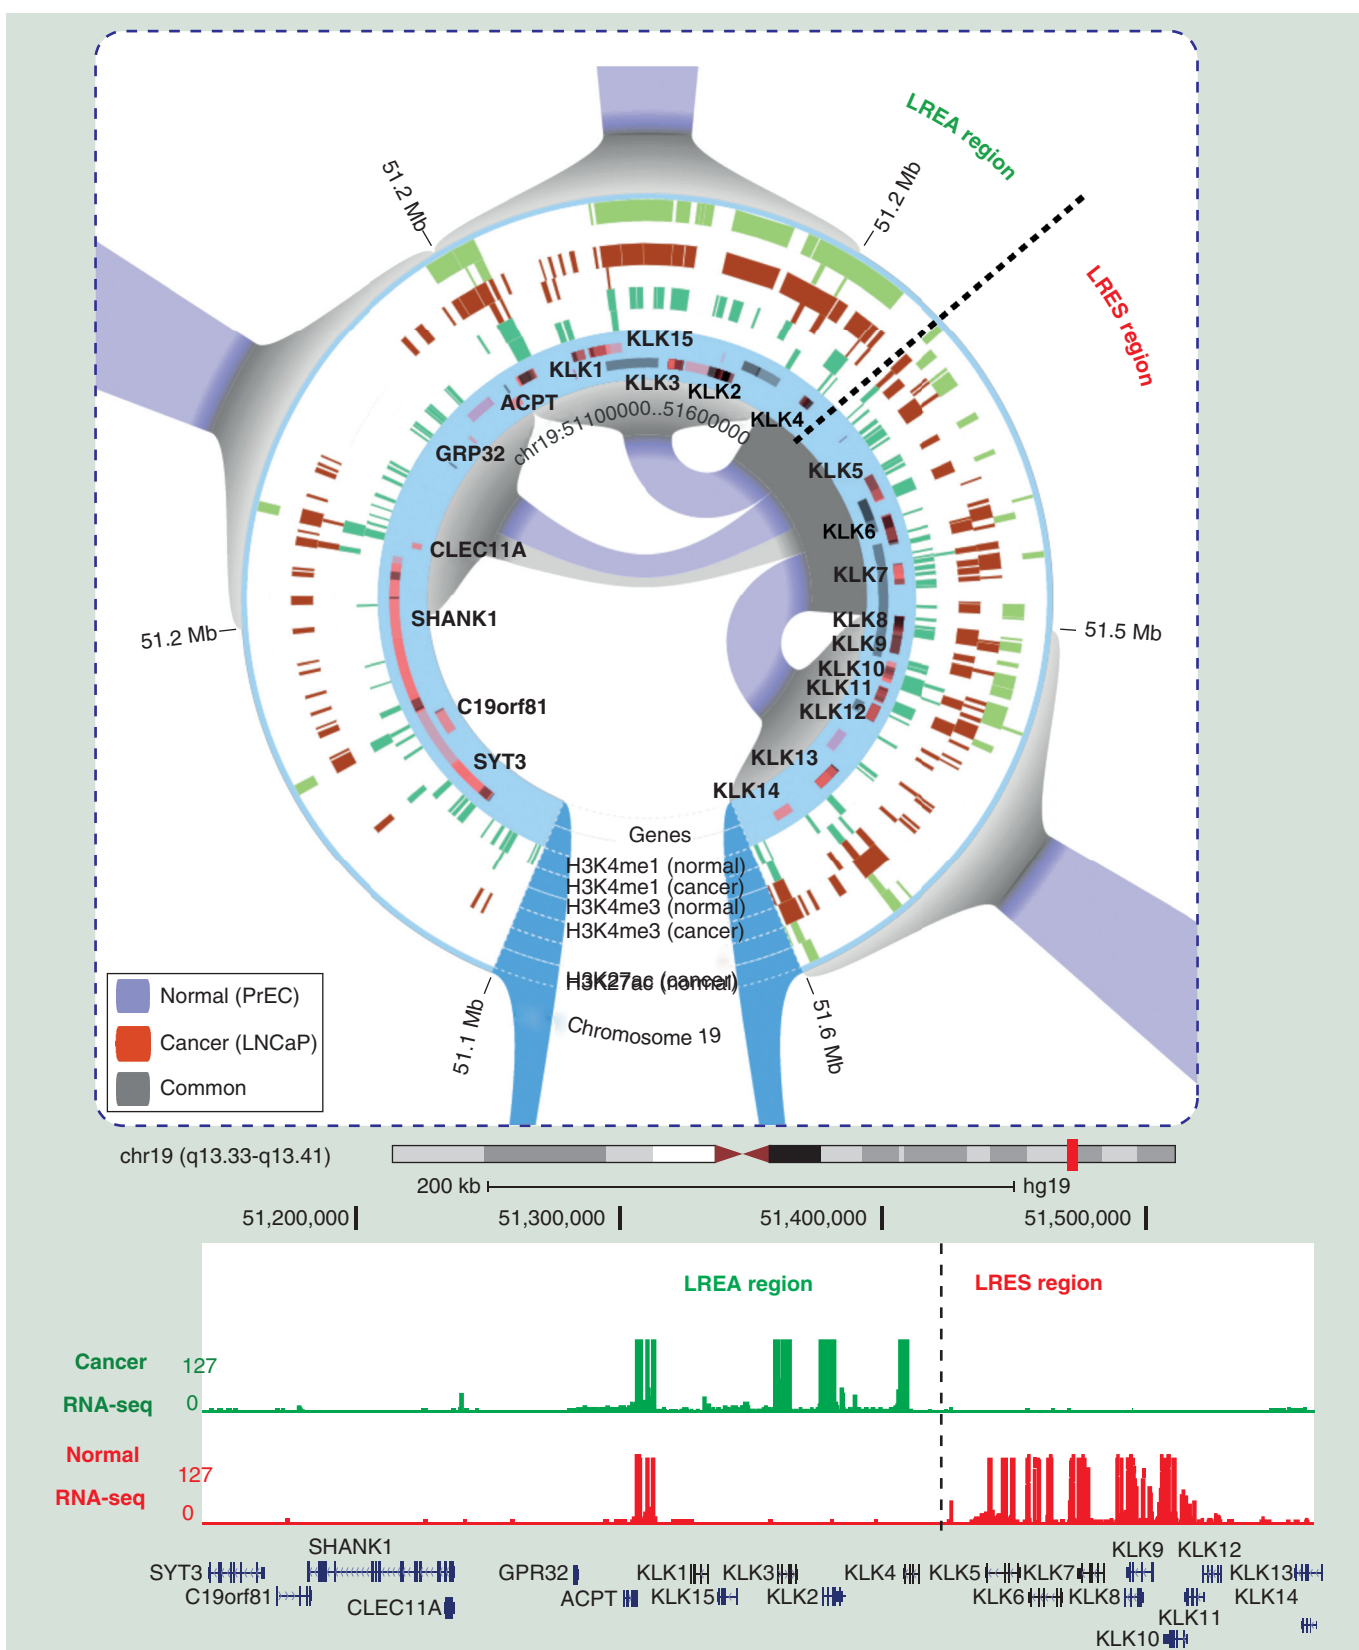 LREA region
LRES region
51.2 Mb
51.2 Mb
51.2 Mb
51.5 Mb
51.1 Mb
51.6 Mb
KLK15
KLK1
KLK3
KLK2
ACPT
KLK4
chr19:51100000..51600000
GRP32
KLK5
CLEC11A
KLK6
KLK7
SHANK1
KLK8
KLK9
KLK10
KLK11
C19orf81
KLK12
SYT3
KLK13
KLK14
Genes
H3K4me1 (normal)
H3K4me1 (cancer)
H3K4me3 (normal)
H3K4me3 (cancer)
H3K27ac (cancer)
H3K27ac (normal)
Chromosome 19
Normal (PrEC)
Cancer (LNCaP)
Common
chr19 (q13.33-q13.41)
200 kb hg19
51,200,000 51,300,000 51,400,000 51,500,000
LREA region LRES region
Cancer 127
RNA-seq 0
Normal 127
RNA-seq 0
SHANK1 KLK9 KLK12
SYT3 GPR32 KLK1 KLK3 KLK4 KLK5 KLK7 KLK13
C19orf81 CLEC11A ACPT KLK15 KLK2 KLK6 KLK8 KLK14
KLK11
KLK10